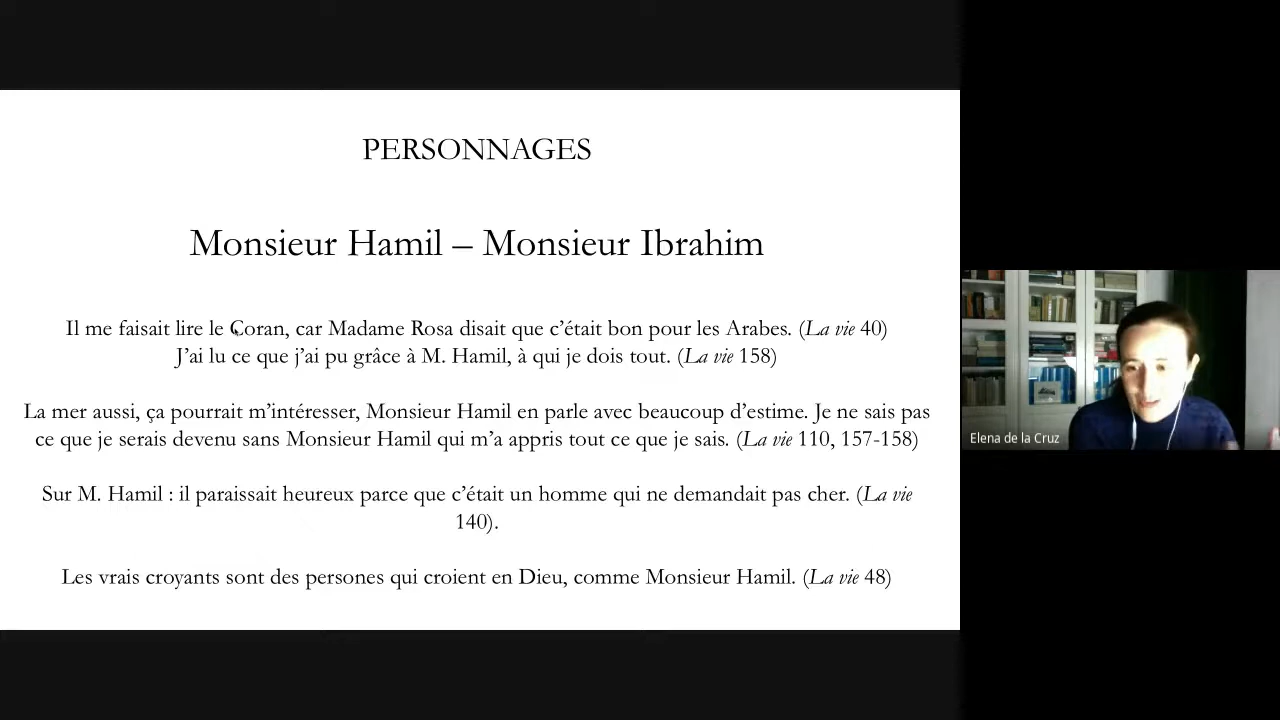 PERSONNAGES
Monsieur Hamil – Monsieur Ibrahim
Il me faisait lire le Coran, car Madame Rosa disait que c’était bon pour les Arabes. (La vie 40)
J’ai lu ce que j’ai pu grâce à M. Hamil, à qui je dois tout. (La vie 158)
La mer aussi, ça pourrait m’intéresser, Monsieur Hamil en parle avec beaucoup d’estime. Je ne sais pas
ce que je serais devenu sans Monsieur Hamil qui m’a appris tout ce que je sais. (La vie 110, 157-158)
Sur M. Hamil : il paraissait heureux parce que c’était un homme qui ne demandait pas cher. (La vie
140).
Les vrais croyants sont des persones qui croient en Dieu, comme Monsieur Hamil. (La vie 48)
Elena de la Cruz